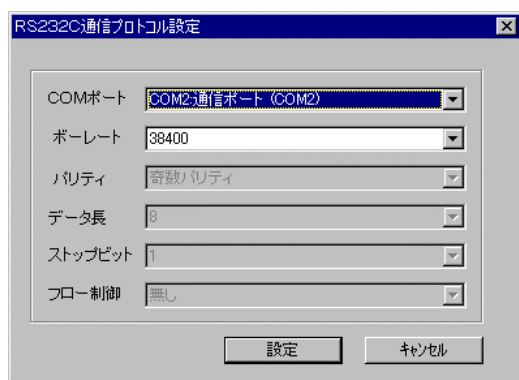 RS232C通信プロトコル設定
COMポート COM2:通信ポート (COM2)
ボーレート 38400
パリティ 奇数パリティ
データ長 8
ストップビット 1
フロー制御 無し
設定 キャンセル